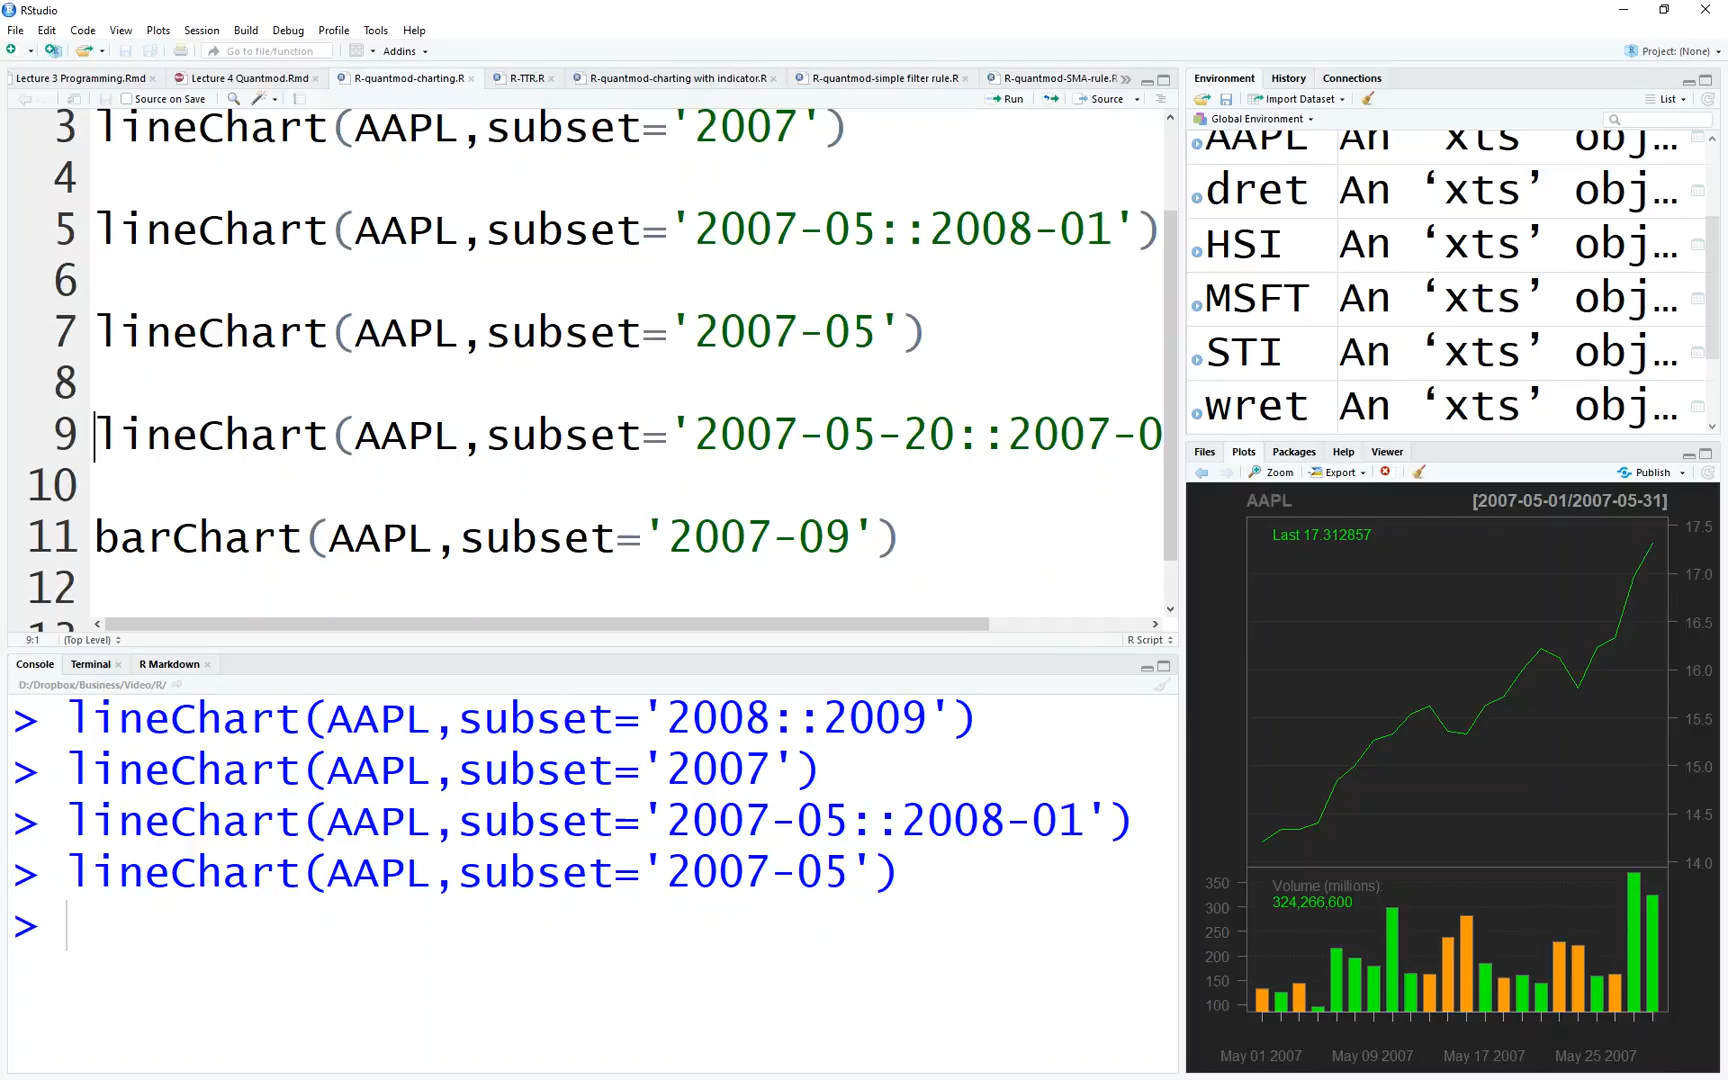 RStudio
File Edit Code View Plots Session Build Debug Profile Tools Help
Go to file/function Addins Project: (None)
Lecture 3 Programming.Rmd Lecture 4 Quantmod.Rmd R-quantmod-charting.R R-TTR.R R-quantmod-charting with indicator.R R-quantmod-simple filter rule.R R-quantmod-SMA-rule.R
Source on Save Run Source
3 lineChart(AAPL,subset='2007')
4
5 lineChart(AAPL,subset='2007-05::2008-01')
6
7 lineChart(AAPL,subset='2007-05')
8
9 lineChart(AAPL,subset='2007-05-20::2007-0
10
11 barChart(AAPL,subset='2007-09')
12
9:1 (Top Level) R Script
Console Terminal R Markdown
D:/Dropbox/Business/Video/R/
> lineChart(AAPL,subset='2008::2009')
> lineChart(AAPL,subset='2007')
> lineChart(AAPL,subset='2007-05::2008-01')
> lineChart(AAPL,subset='2007-05')
>
Environment History Connections
Import Dataset List
Global Environment
AAPL An ‘xts’ obj…
dret An ‘xts’ obj…
HSI An ‘xts’ obj…
MSFT An ‘xts’ obj…
STI An ‘xts’ obj…
wret An ‘xts’ obj…
Files Plots Packages Help Viewer
Zoom Export Publish
AAPL [2007-05-01/2007-05-31]
Last 17.312857
17.5
17.0
16.5
16.0
15.5
15.0
14.5
14.0
Volume (millions):
324,266,600
350
300
250
200
150
100
May 01 2007 May 09 2007 May 17 2007 May 25 2007